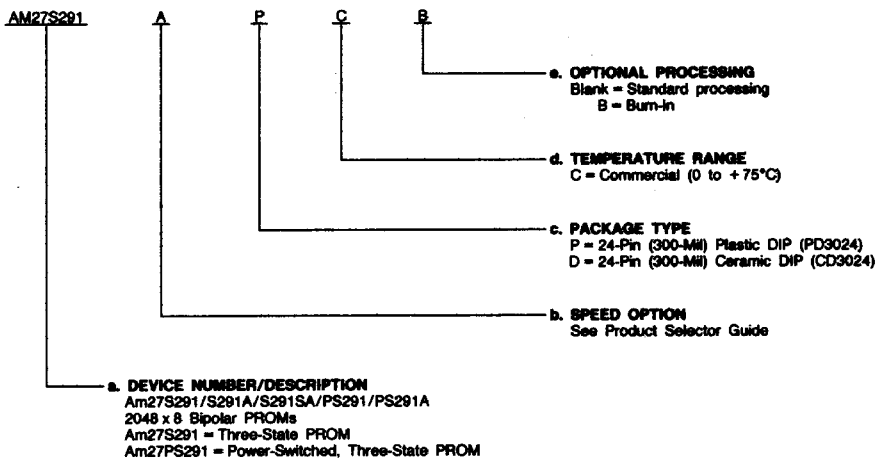 AM27S291 A P C B
e. OPTIONAL PROCESSING
Blank = Standard processing
B = Burn-in
d. TEMPERATURE RANGE
C = Commercial (0 to +75°C)
c. PACKAGE TYPE
P = 24-Pin (300-Mil) Plastic DIP (PD3024)
D = 24-Pin (300-Mil) Ceramic DIP (CD3024)
b. SPEED OPTION
See Product Selector Guide
a. DEVICE NUMBER/DESCRIPTION
Am27S291/S291A/S291SA/PS291/PS291A
2048 x 8 Bipolar PROMs
Am27S291 = Three-State PROM
Am27PS291 = Power-Switched, Three-State PROM